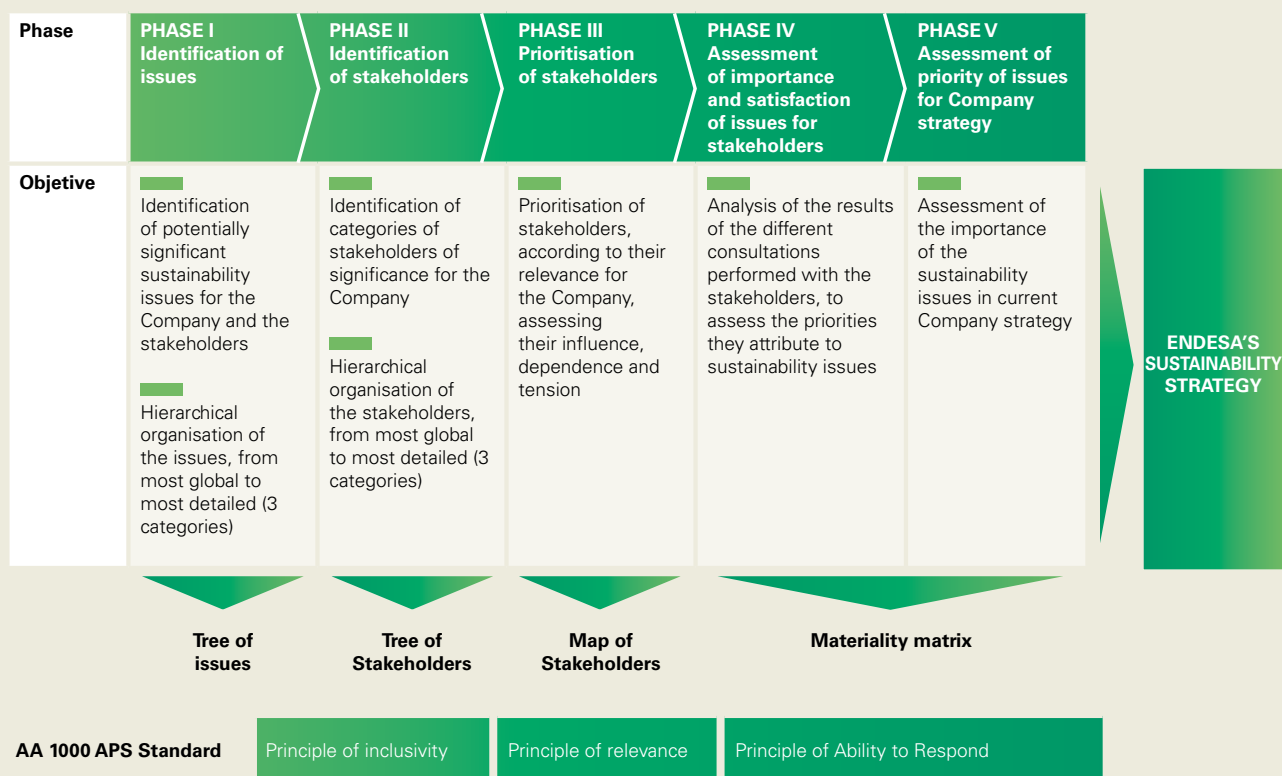 Phase
PHASE I
Identification of
issues
PHASE II
Identification
of stakeholders
PHASE III
Prioritisation
of stakeholders
PHASE IV
Assessment
of importance
and satisfaction
of issues for
stakeholders
PHASE V
Assessment of
priority of issues
for Company
strategy
Objetive
Identification
of potentially
significant
sustainability
issues for the
Company and the
stakeholders
Hierarchical
organisation of
the issues, from
most global to
most detailed (3
categories)
Identification of
categories of
stakeholders of
significance for the
Company
Hierarchical
organisation of
the stakeholders,
from most global
to most detailed (3
categories)
Prioritisation of
stakeholders,
according to their
relevance for
the Company,
assessing
their influence,
dependence and
tension
Analysis of the results
of the different
consultations
performed with the
stakeholders, to
assess the priorities
they attribute to
sustainability issues
Assessment of
the importance
of the
sustainability
issues in current
Company strategy
ENDESA'S
SUSTAINABILITY
STRATEGY
Tree of
issues
Tree of
Stakeholders
Map of
Stakeholders
Materiality matrix
AA 1000 APS Standard
Principle of inclusivity
Principle of relevance
Principle of Ability to Respond